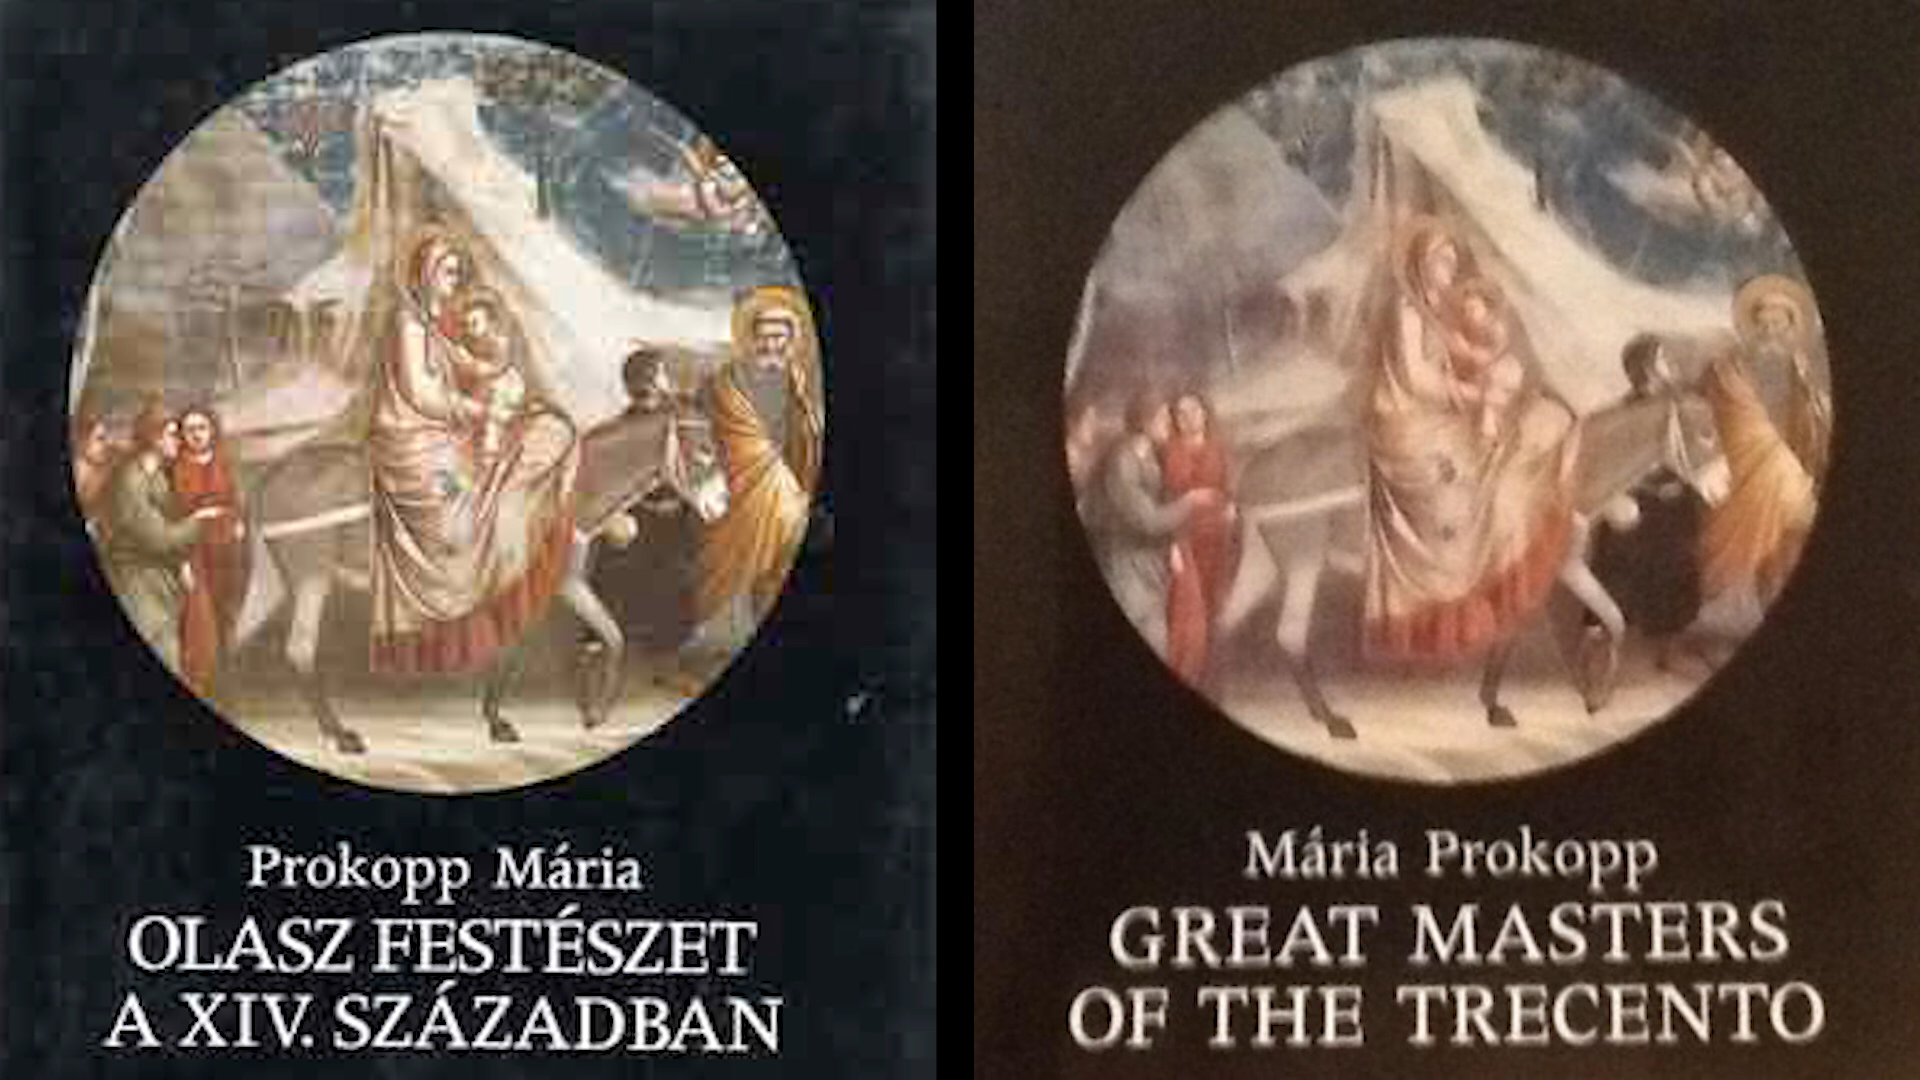 Prokopp Mária
OLASZ FESTÉSZET
A XIV. SZÁZADBAN
Mária Prokopp
GREAT MASTERS
OF THE TRECENTO